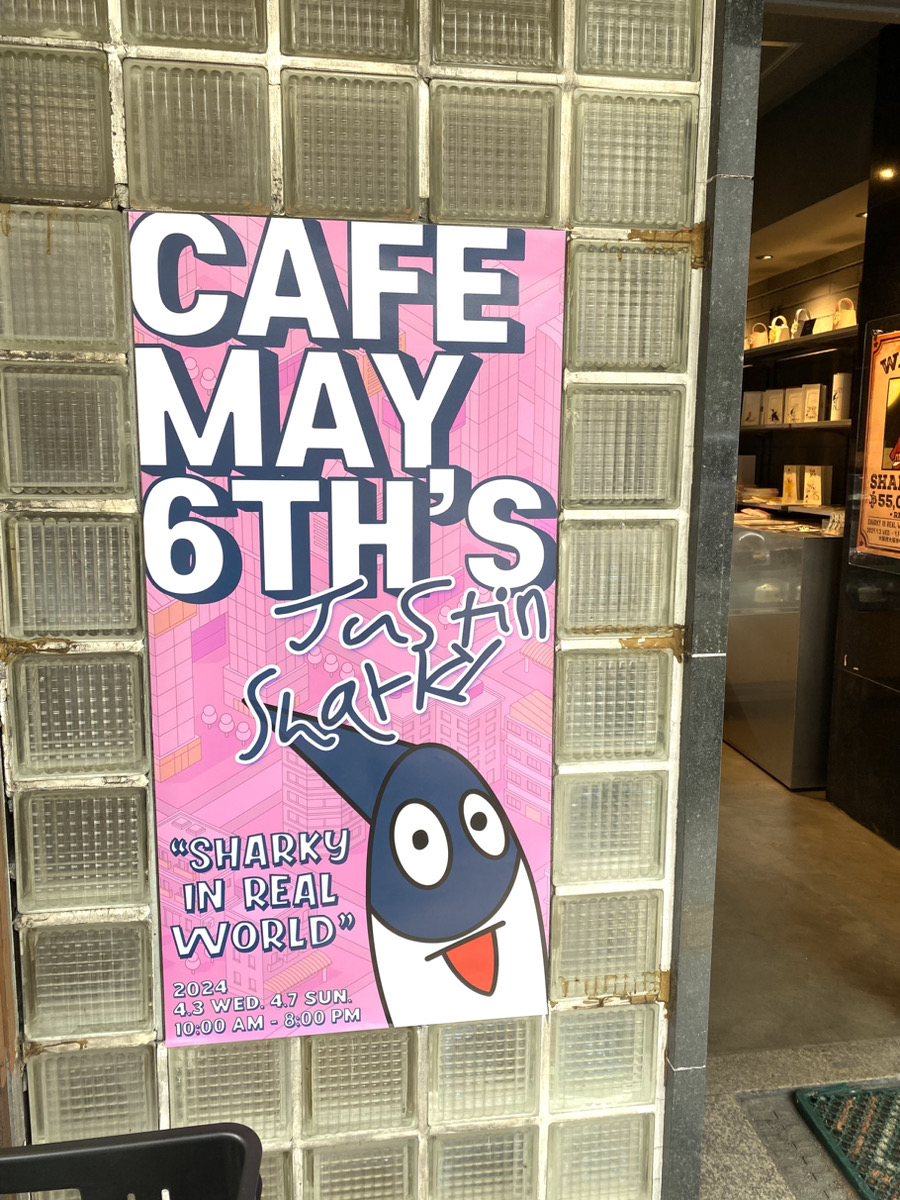 CAFE
MAY
6TH'S
Justin
Sharky
“SHARKY
IN REAL
WORLD”
2024
4.3 WED. 4.7 SUN.
10:00 AM - 8:00 PM